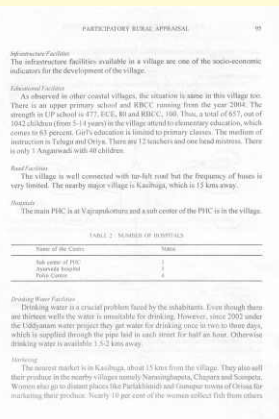 PARTICIPATORY RURAL APPRAISAL 99
Infrastructure Facilities
The infrastructure facilities available in a village are one of the socio-economic
indicators for the development of the village.
Educational Facilities
As observed in other coastal villages, the situation is same in this village too.
There is an upper primary school and RBCC running from the year 2004. The
strength in UP school is 477, ECE, 80 and RBCC, 100. Thus, a total of 657, out of
1042 children (from 5-14 years) in the village attend to elementary education, which
comes to 63 percent. Girl's education is limited to primary classes. The medium of
instruction is Telugu and Oriya. There are 12 teachers and one head mistress. There
is only 1 Anganwadi with 40 children.
Road Facilities
The village is well connected with tar-felt road but the frequency of buses is
very limited. The nearby major village is Kasibuga, which is 15 kms away.
Hospitals
The main PHC is at Vajrapukotturu and a sub center of the PHC is in the village.
TABLE 2 NUMBER OF HOSPITALS
Name of the Centre
Sub center of PHC 1
Ayurveda hospital 1
Private Centres
Drinking Water Facilities
Drinking water is a crucial problem faced by the inhabitants. Even though there
are thirteen wells the water is unsuitable for drinking. However, since 2002 under
the Uddyanam water project they get water for drinking once in two to three days,
which is supplied through the pipe laid in each street for half an hour. Otherwise
drinking water is available 1.5-2 kms away.
Marketing
The nearest market is in Kasibuga, about 15 kms from the village. They also sell
their produce in the nearby villages namely Narasinghapeta, Chapara and Sompeta.
Women also go to distant places like Parlakhimidi and Gunupur towns of Orissa for
marketing their produce. Nearly 10 per cent of the women collect fish from others